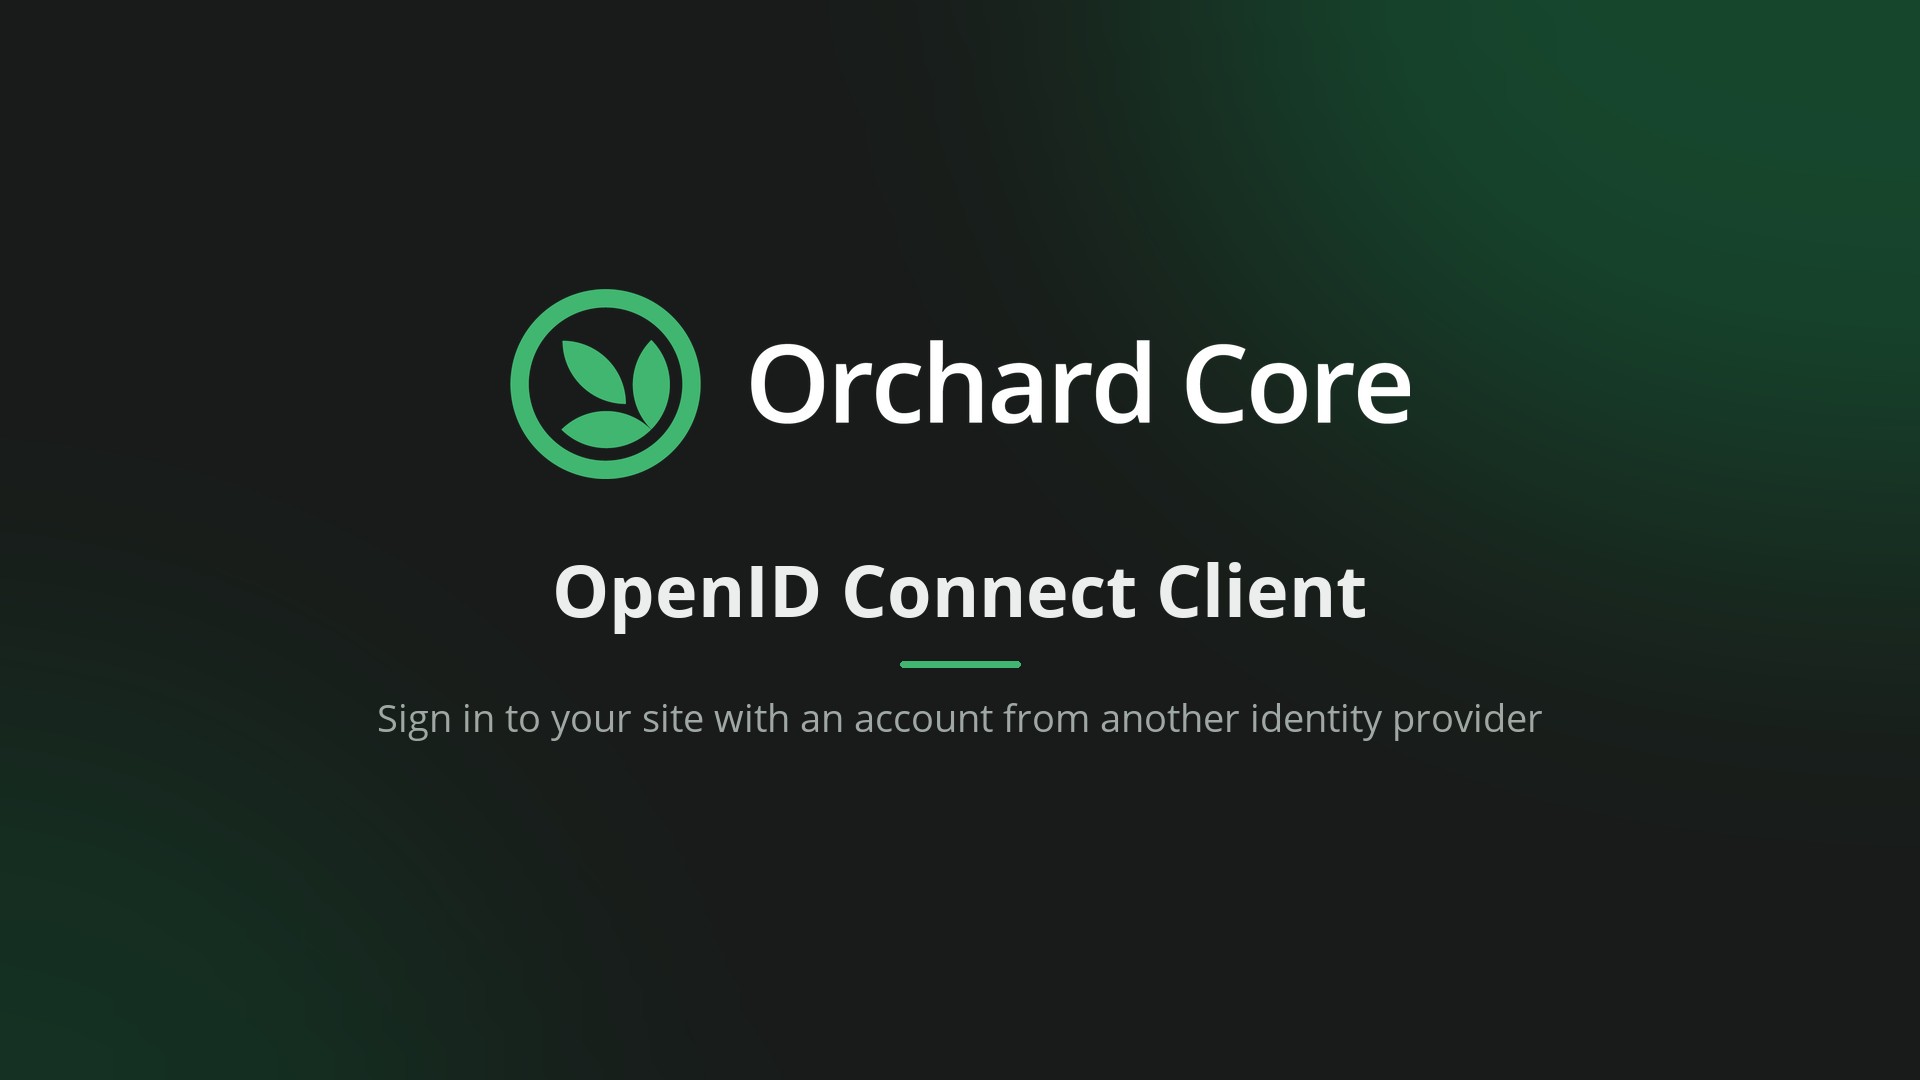 Orchard Core
OpenID Connect Client
Sign in to your site with an account from another identity provider